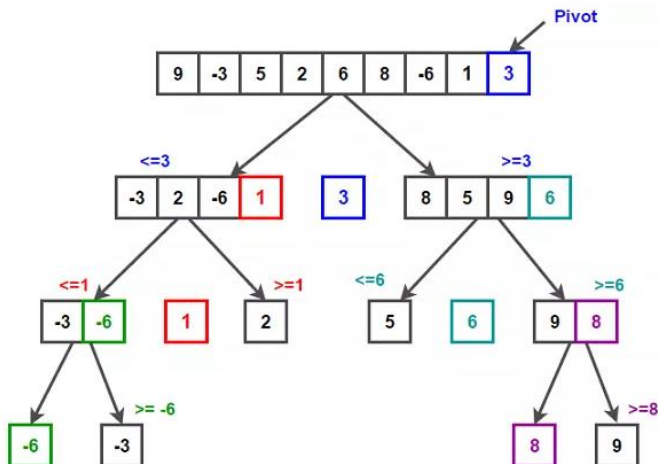 Pivot
9 -3 5 2 6 8 -6 1 3
<=3 >=3
-3 2 -6 1 3 8 5 9 6
<=1 >=1 <=6 >=6
-3 -6 1 2 5 6 9 8
>= -6 >=8
-6 -3 8 9